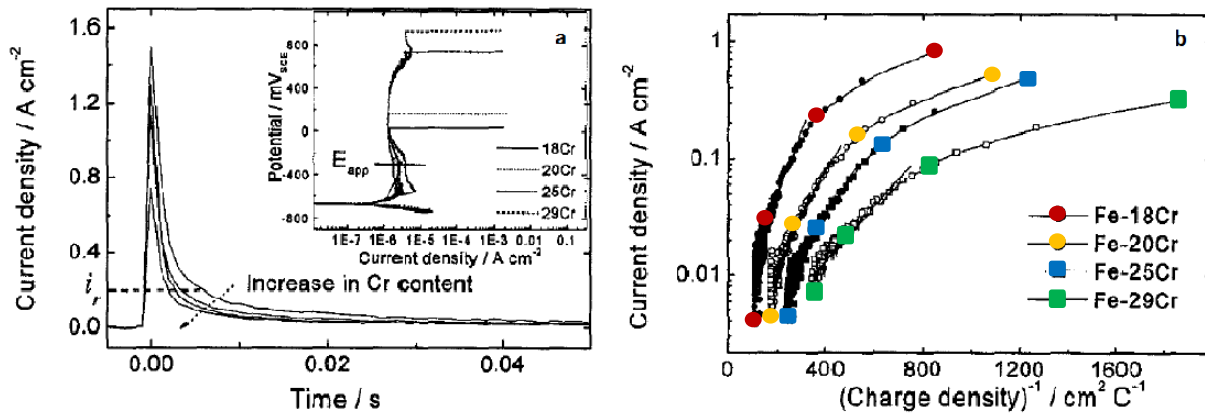 1.6
1.2
0.8
0.4
i_r
0.0
Current density / A cm⁻²
0.00
0.02
0.04
Time / s
Increase in Cr content
a
800
400
0
-400
-800
Potential / mV_SCE
E_app
18Cr
20Cr
25Cr
29Cr
1E-7 1E-6 1E-5 1E-4 1E-3 0.01 0.1
Current density / A cm⁻²
b
1
0.1
0.01
Current density / A cm⁻²
Fe-18Cr
Fe-20Cr
Fe-25Cr
Fe-29Cr
0 400 800 1200 1600
(Charge density)⁻¹ / cm² C⁻¹